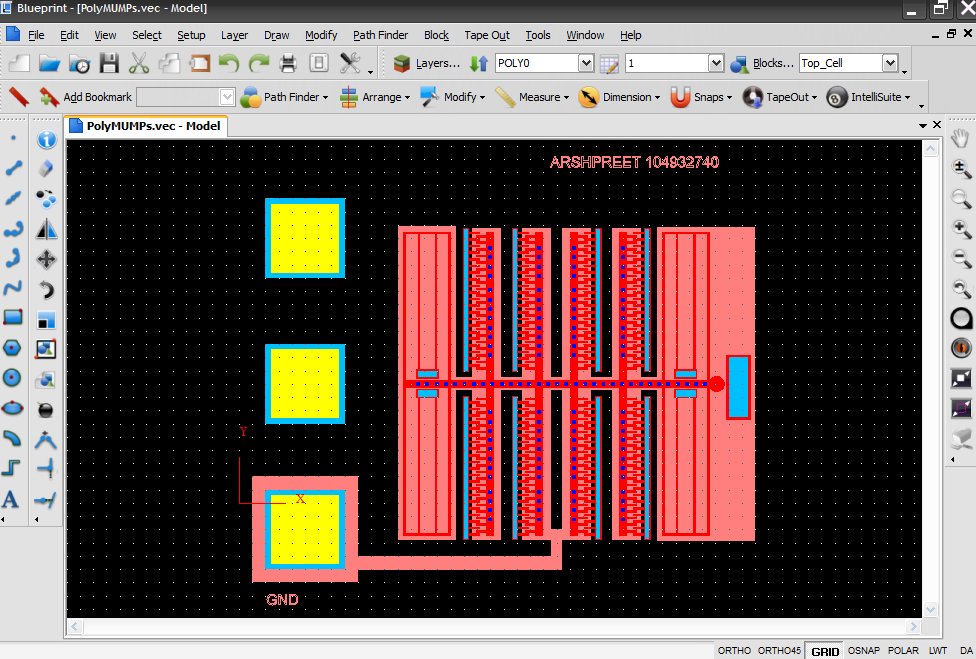 Blueprint - [PolyMUMPs.vec - Model]
File Edit View Select Setup Layer Draw Modify Path Finder Block Tape Out Tools Window Help
Layers... POLY0 1 Blocks... Top_Cell
Add Bookmark Path Finder Arrange Modify Measure Dimension Snaps TapeOut IntelliSuite
PolyMUMPs.vec - Model
ARSHPREET 104932740
Y
X
GND
A
ORTHO ORTHO45 GRID OSNAP POLAR LWT DA